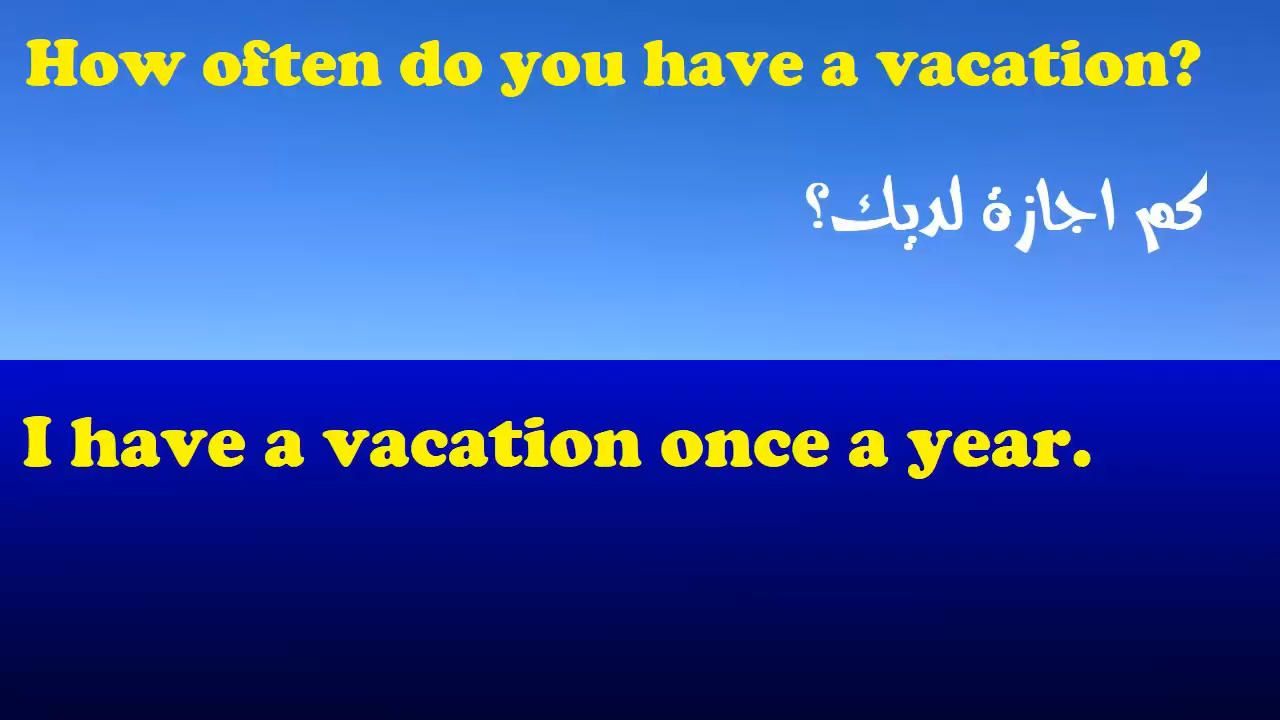 How often do you have a vacation?
كم اجازة لديك؟
I have a vacation once a year.